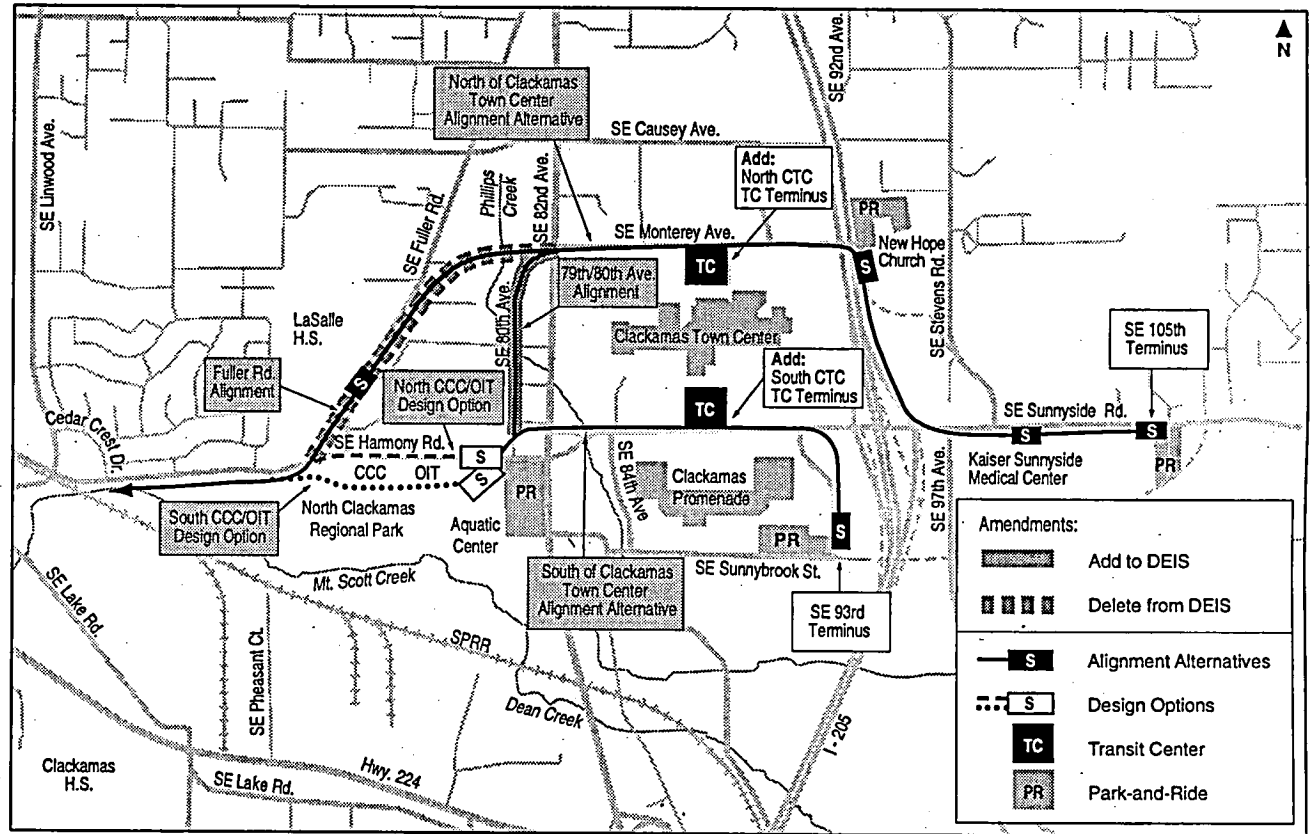 N
SE Linwood Ave.
SE 92nd Ave.
North of Clackamas
Town Center
Alignment Alternative
SE Causey Ave.
Add:
North CTC
TC Terminus
SE Fuller Rd.
Phillips
Creek
SE 82nd Ave.
SE Monterey Ave.
TC
PR
S
New Hope
Church
SE Stevens Rd.
79th/80th Ave.
Alignment
SE 80th Ave.
Clackamas Town Center
LaSalle
H.S.
SE 105th
Terminus
Fuller Rd.
Alignment
S
North CCC/OIT
Design Option
Add:
South CTC
TC Terminus
TC
Cedar Crest Dr.
SE Harmony Rd.
S
CCC
OIT
S
SE Sunnyside Rd.
S
S
PR
Kaiser Sunnyside
Medical Center
SE 97th Ave.
SE 84th Ave
Clackamas
Promenade
PR
North Clackamas
Regional Park
South CCC/OIT
Design Option
Aquatic
Center
PR
S
SE Sunnybrook St.
Mt. Scott Creek
SE Lake Rd.
South of Clackamas
Town Center
Alignment Alternative
SE 93rd
Terminus
SPRR
SE Pheasant Ct.
Dean Creek
I-205
Clackamas
H.S.
Hwy. 224
SE Lake Rd.
Amendments:
Add to DEIS
Delete from DEIS
S
Alignment Alternatives
S
Design Options
TC
Transit Center
PR
Park-and-Ride